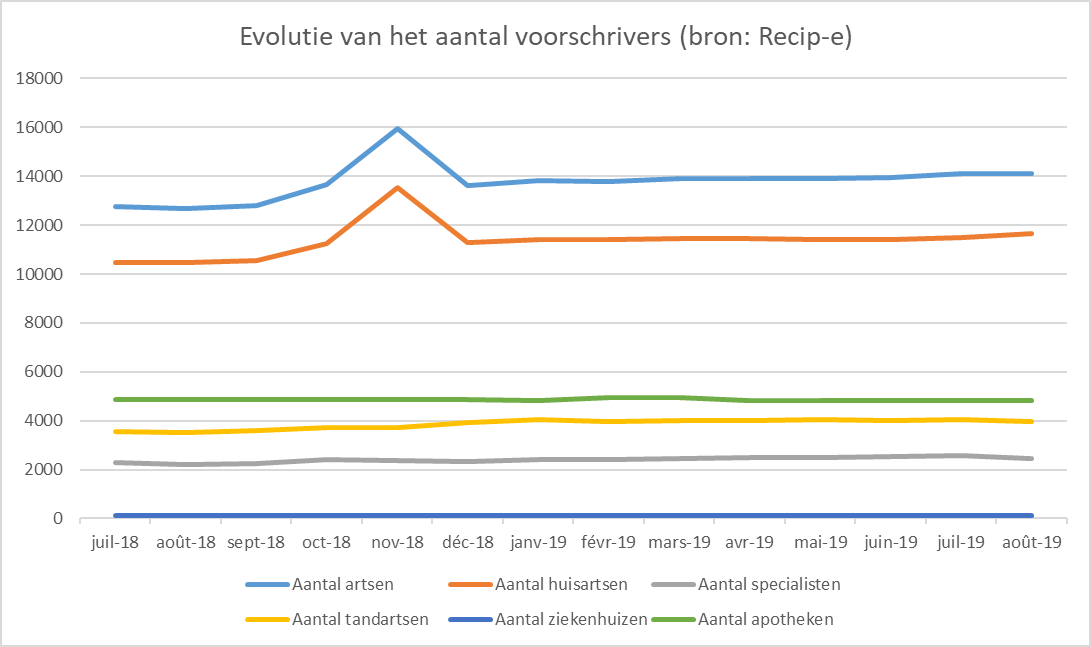 Evolutie van het aantal voorschrivers (bron: Recip-e)
18000
16000
14000
12000
10000
8000
6000
4000
2000
0
juil-18 août-18 sept-18 oct-18 nov-18 déc-18 janv-19 févr-19 mars-19 avr-19 mai-19 juin-19 juil-19 août-19
Aantal artsen Aantal huisartsen Aantal specialisten
Aantal tandartsen Aantal ziekenhuizen Aantal apotheken